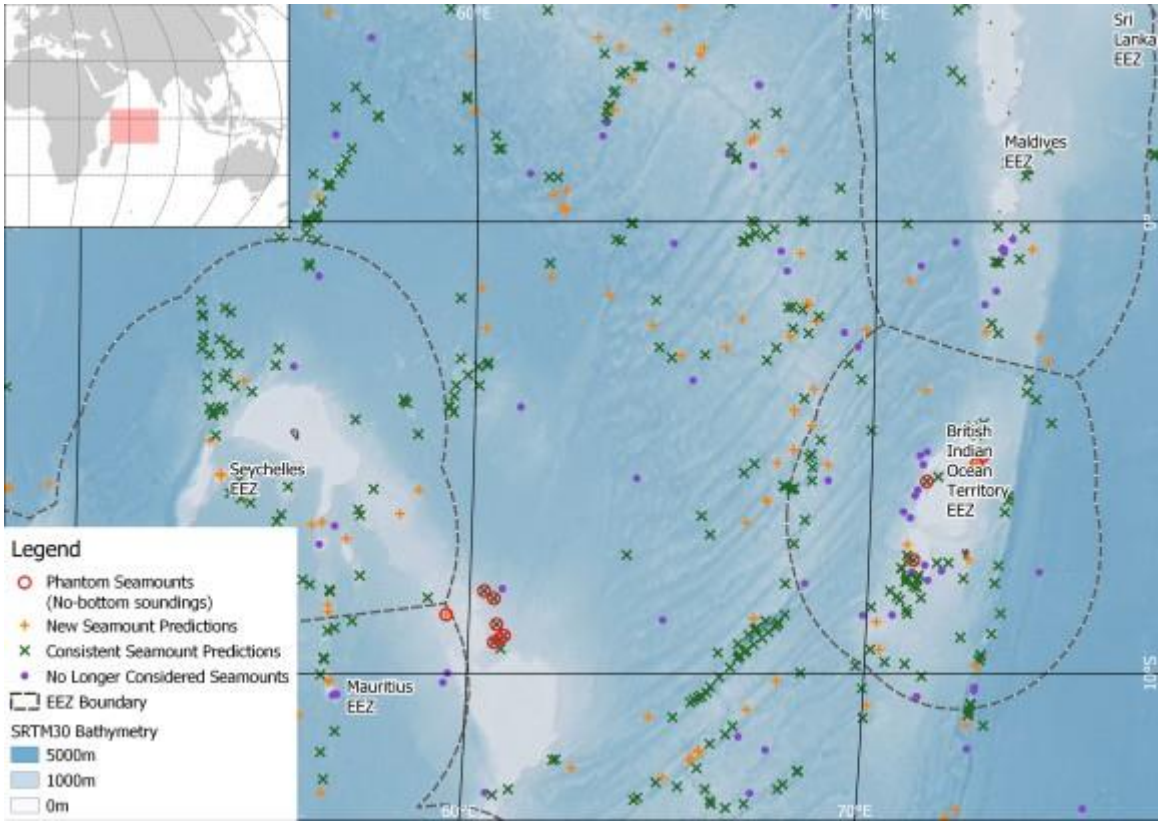 60°E
70°E
Sri
Lanka
EEZ
Maldives
EEZ
0°
British
Indian
Ocean
Territory
EEZ
Seychelles
EEZ
Legend
Phantom Seamounts
(No-bottom soundings)
New Seamount Predictions
Consistent Seamount Predictions
No Longer Considered Seamounts
EEZ Boundary
SRTM30 Bathymetry
5000m
1000m
0m
Mauritius
EEZ
10°S
60°E
70°E